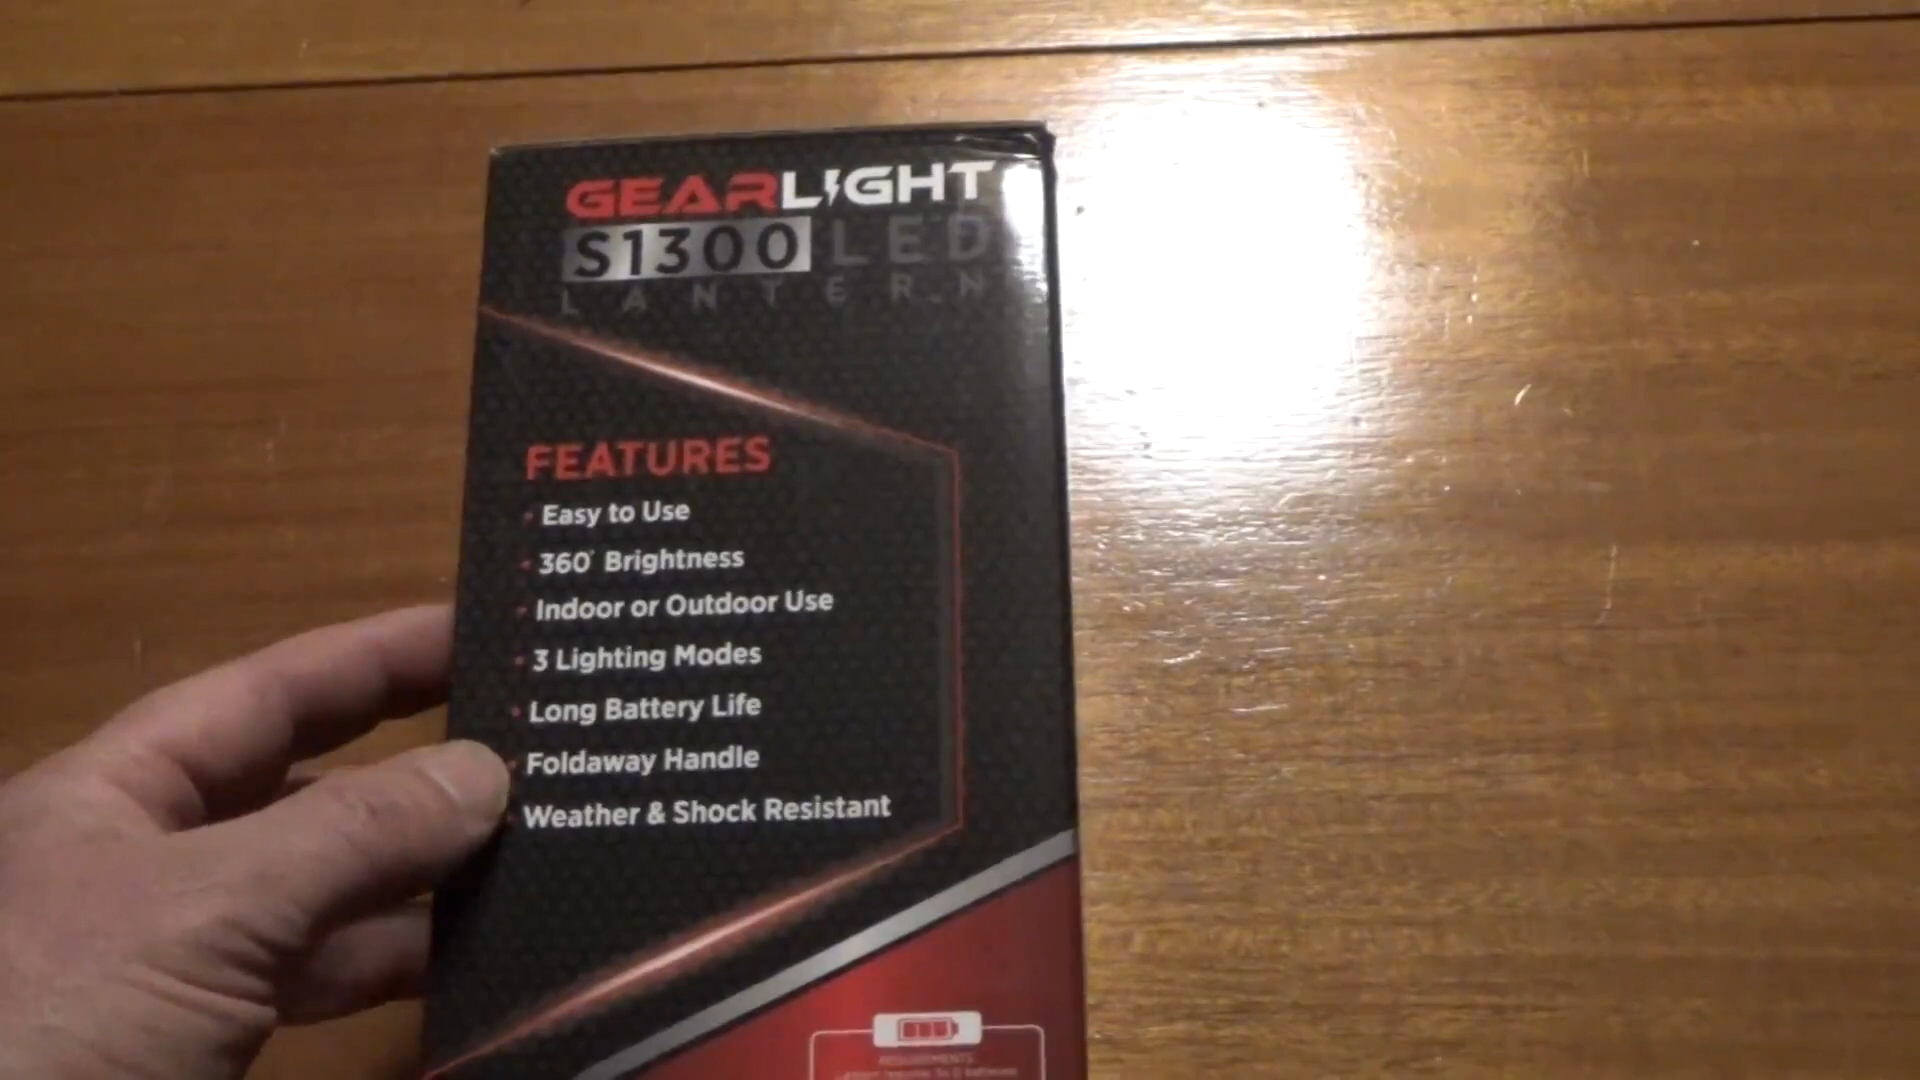 GEARLIGHT
S1300 LED
LANTERN
FEATURES
• Easy to Use
• 360° Brightness
• Indoor or Outdoor Use
• 3 Lighting Modes
• Long Battery Life
• Foldaway Handle
• Weather & Shock Resistant
REQUIREMENTS